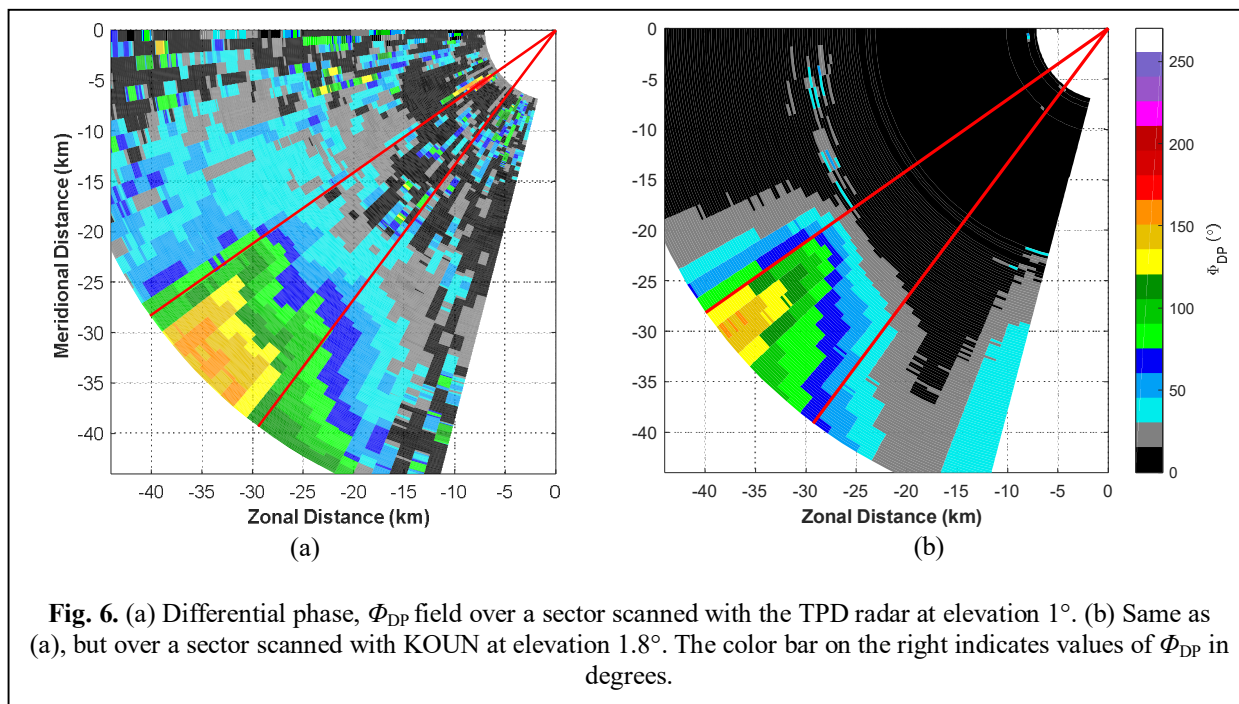 0
-5
-10
-15
-20
-25
-30
-35
-40
Meridional Distance (km)
-40 -35 -30 -25 -20 -15 -10 -5 0
Zonal Distance (km)
(a)
0
-5
-10
-15
-20
-25
-30
-35
-40
-40 -35 -30 -25 -20 -15 -10 -5 0
Zonal Distance (km)
(b)
250
200
150
100
50
0
Φ_DP (°)
Fig. 6. (a) Differential phase, Φ_DP field over a sector scanned with the TPD radar at elevation 1°. (b) Same as
(a), but over a sector scanned with KOUN at elevation 1.8°. The color bar on the right indicates values of Φ_DP in
degrees.